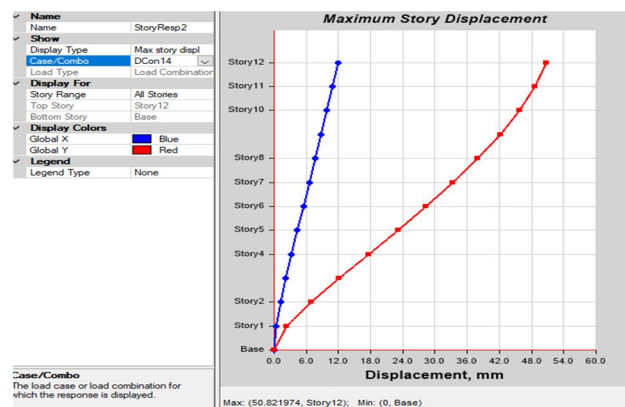 Name
Name StoryResp2
Show
Display Type Max story displ
Case/Combo DCon14
Load Type Load Combination
Display For
Story Range All Stories
Top Story Story12
Bottom Story Base
Display Colors
Global X Blue
Global Y Red
Legend
Legend Type None
Case/Combo
The load case or load combination for
which the response is displayed.
Maximum Story Displacement
Story12
Story11
Story10
Story8
Story7
Story6
Story5
Story4
Story2
Story1
Base
0.0 6.0 12.0 18.0 24.0 30.0 36.0 42.0 48.0 54.0 60.0
Displacement, mm
Max: (50.821974, Story12); Min: (0, Base)